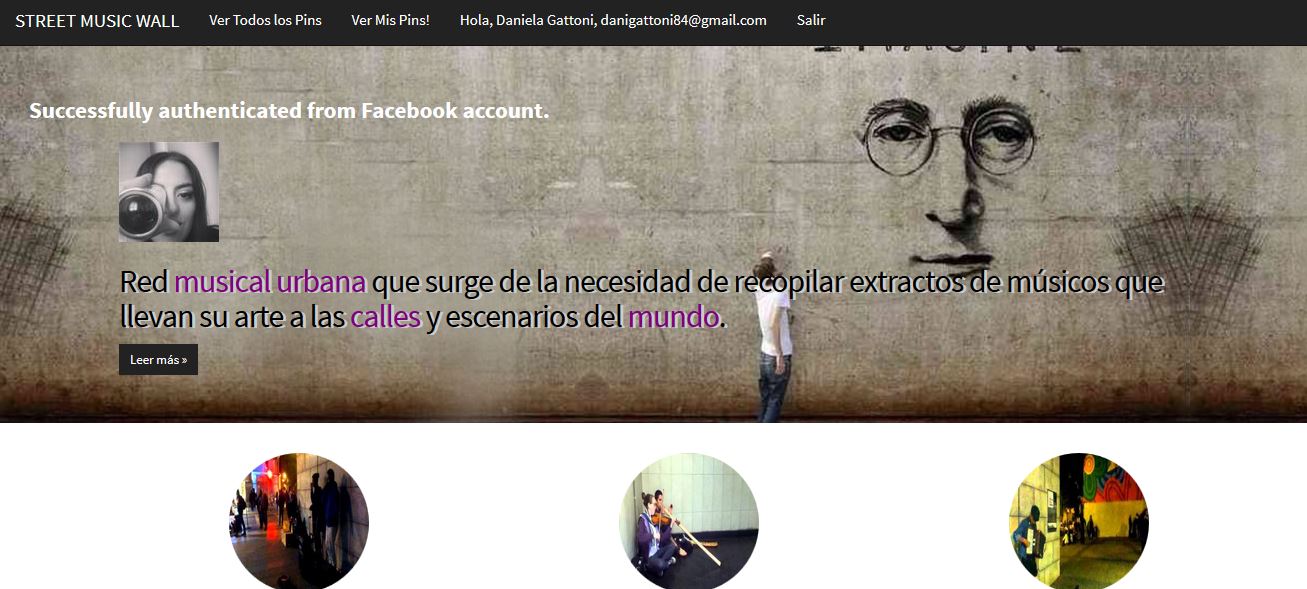 STREET MUSIC WALL Ver Todos los Pins Ver Mis Pins! Hola, Daniela Gattoni, danigattoni84@gmail.com Salir
IMAGINE
Successfully authenticated from Facebook account.
Red musical urbana que surge de la necesidad de recopilar extractos de músicos que
llevan su arte a las calles y escenarios del mundo.
Leer más »